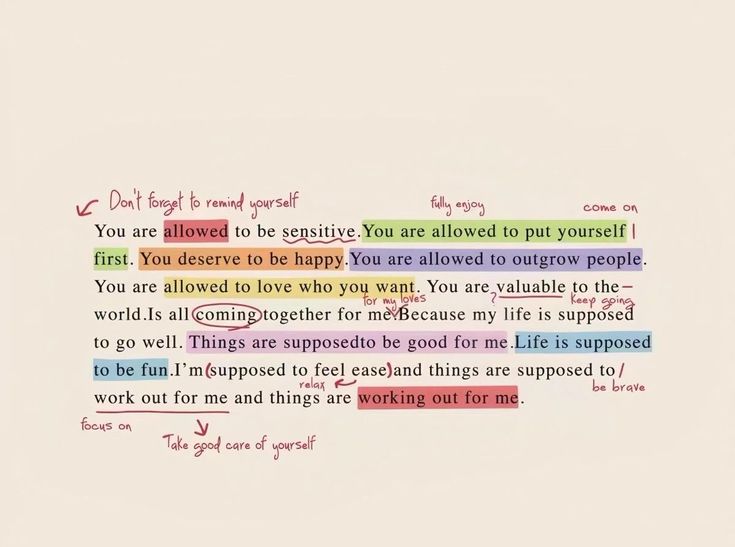 Don't forget to remind yourself
fully enjoy
come on
You are allowed to be sensitive.You are allowed to put yourself
first. You deserve to be happy.You are allowed to outgrow people.
You are allowed to love who you want. You are valuable to the
for my loves
?
keep going
world.Is all coming together for me.Because my life is supposed
to go well. Things are supposedto be good for me.Life is supposed
to be fun.I'm(supposed to feel ease)and things are supposed to/
relax
be brave
work out for me and things are working out for me.
focus on
Take good care of yourself